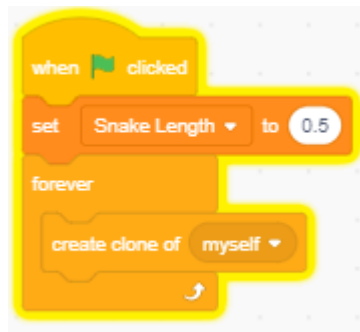 when clicked
set Snake Length to 0.5
forever
create clone of myself